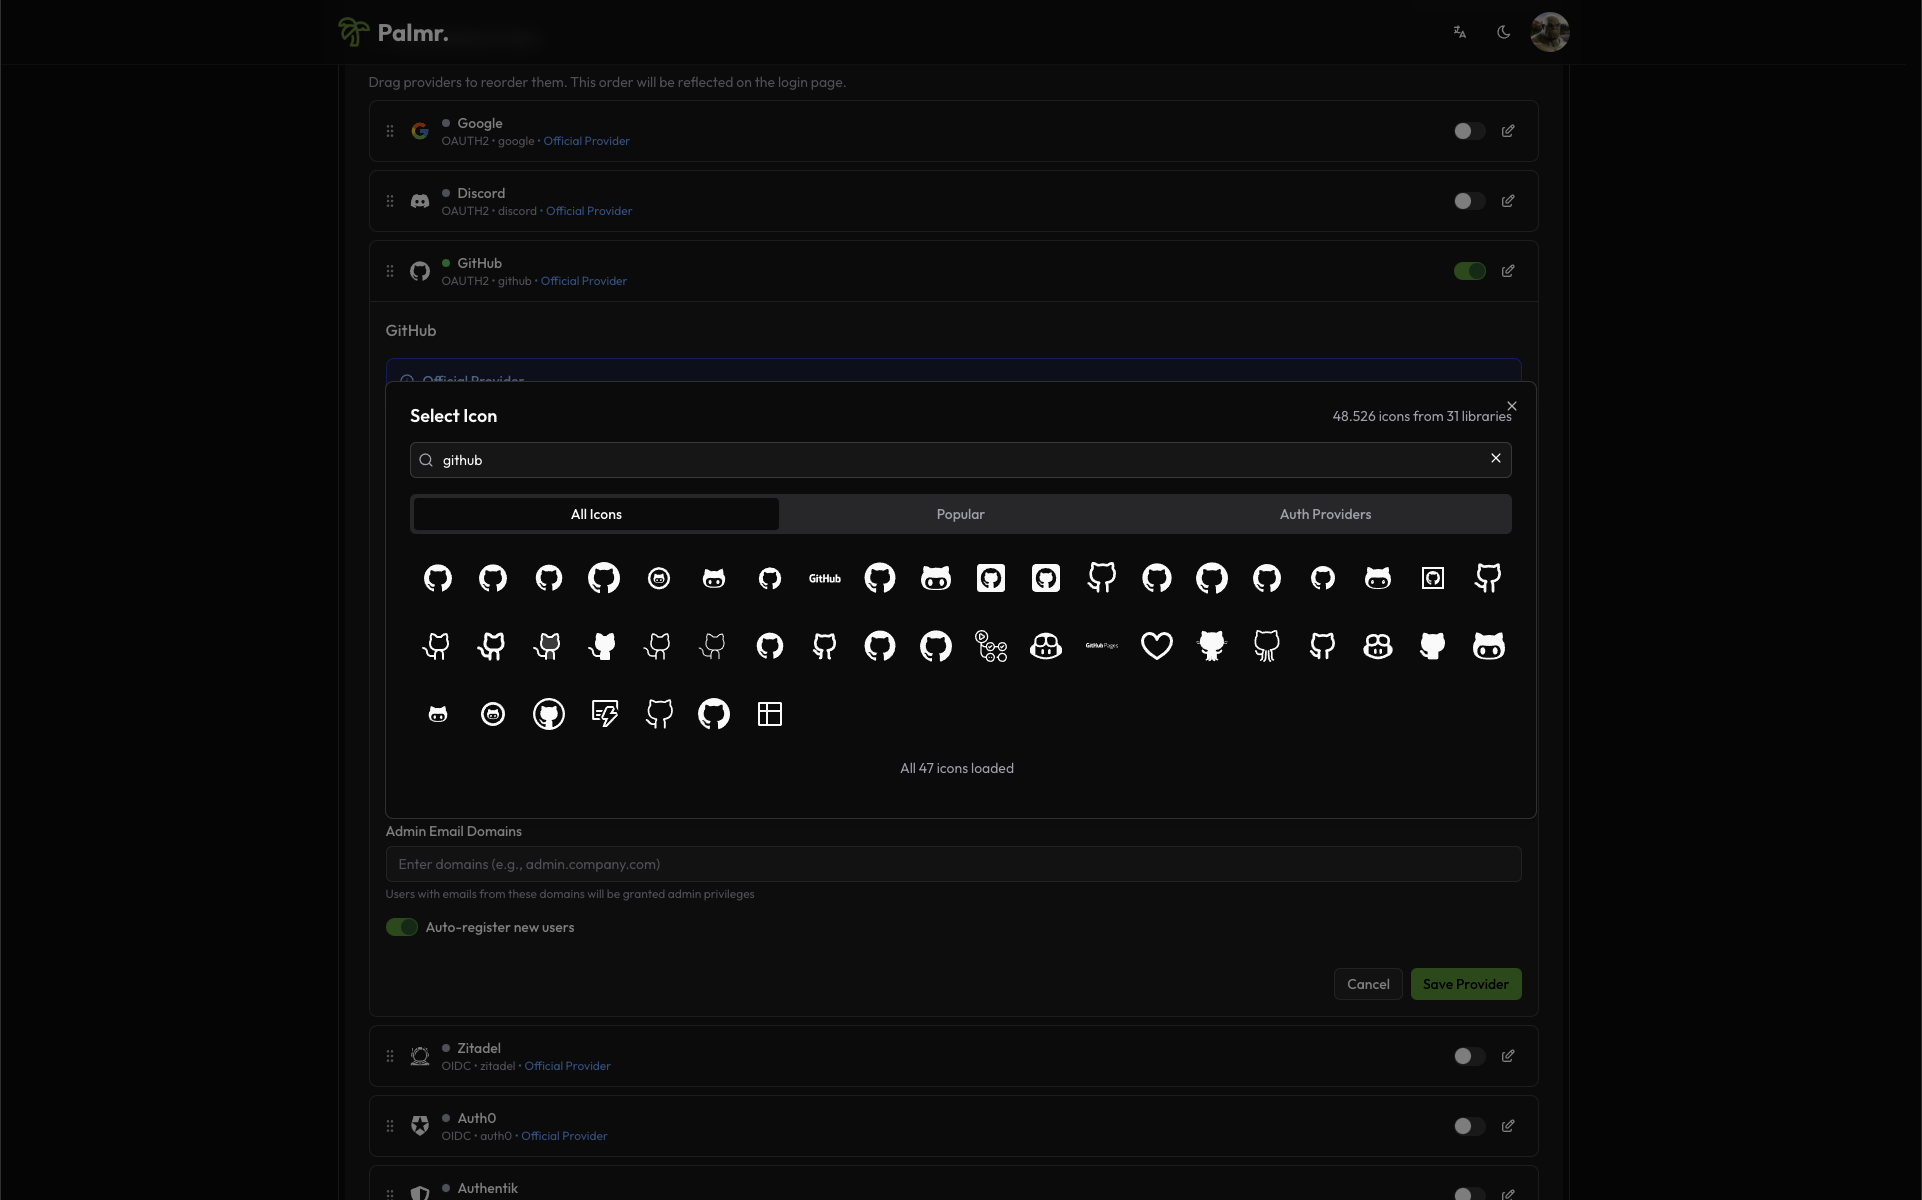 Palmr.
Drag providers to reorder them. This order will be reflected on the login page.
Google
OAUTH2 • google • Official Provider
Discord
OAUTH2 • discord • Official Provider
GitHub
OAUTH2 • github • Official Provider
GitHub
Official Provider
Select Icon
48.526 icons from 31 libraries
github
All Icons
Popular
Auth Providers
GitHub
GitHub Pages
All 47 icons loaded
Admin Email Domains
Enter domains (e.g., admin.company.com)
Users with emails from these domains will be granted admin privileges
Auto-register new users
Cancel
Save Provider
Zitadel
OIDC • zitadel • Official Provider
Auth0
OIDC • auth0 • Official Provider
Authentik